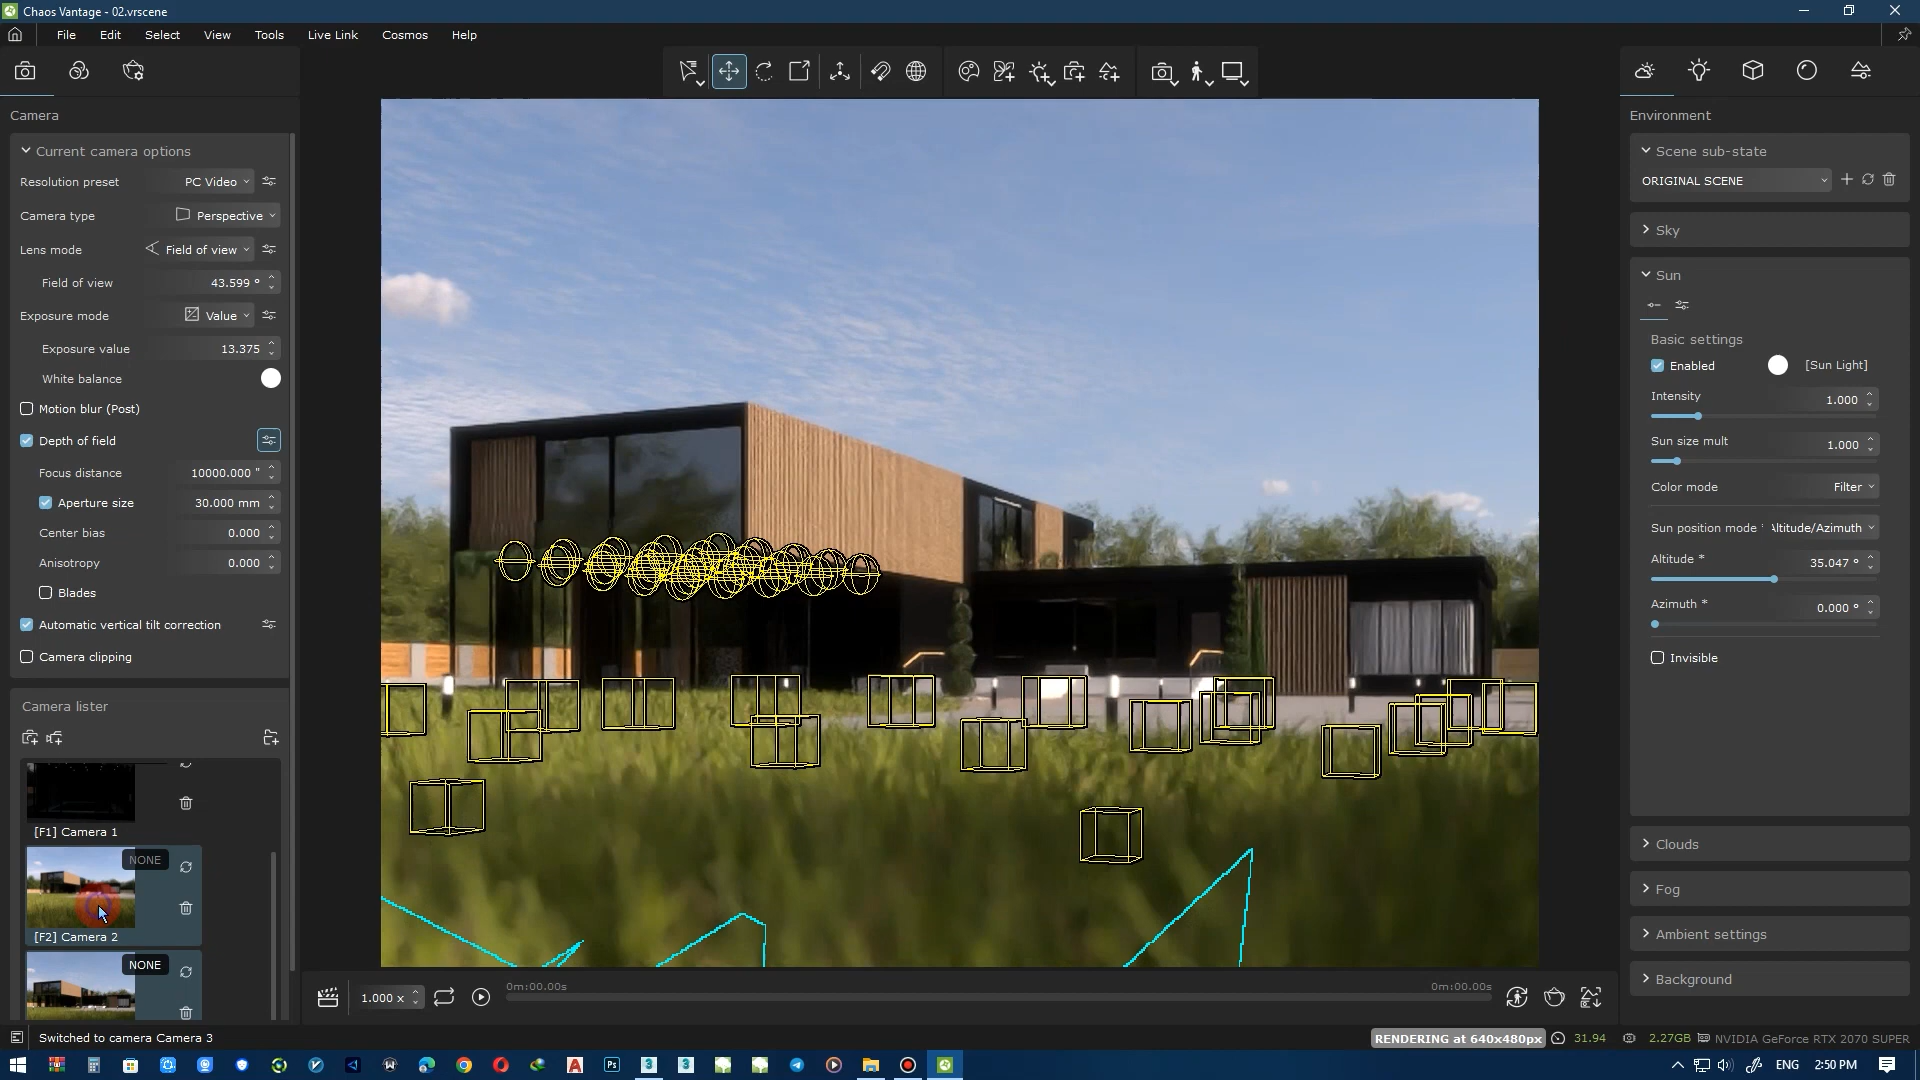 Chaos Vantage - 02.vrscene
File Edit Select View Tools Live Link Cosmos Help
Camera
Current camera options
Resolution preset PC Video
Camera type Perspective
Lens mode Field of view
Field of view 43.599 °
Exposure mode Value
Exposure value 13.375
White balance
Motion blur (Post)
Depth of field
Focus distance 10000.000 "
Aperture size 30.000 mm
Center bias 0.000
Anisotropy 0.000
Blades
Automatic vertical tilt correction
Camera clipping
Camera lister
[F1] Camera 1
NONE
[F2] Camera 2
NONE
1.000 x
0m:00.00s
0m:00.00s
Environment
Scene sub-state
ORIGINAL SCENE
Sky
Sun
Basic settings
Enabled [Sun Light]
Intensity 1.000
Sun size mult 1.000
Color mode Filter
Sun position mode * Altitude/Azimuth
Altitude * 35.047 °
Azimuth * 0.000 °
Invisible
Clouds
Fog
Ambient settings
Background
Switched to camera Camera 3
RENDERING at 640x480px 31.94 2.27GB NVIDIA GeForce RTX 2070 SUPER
ENG 2:50 PM